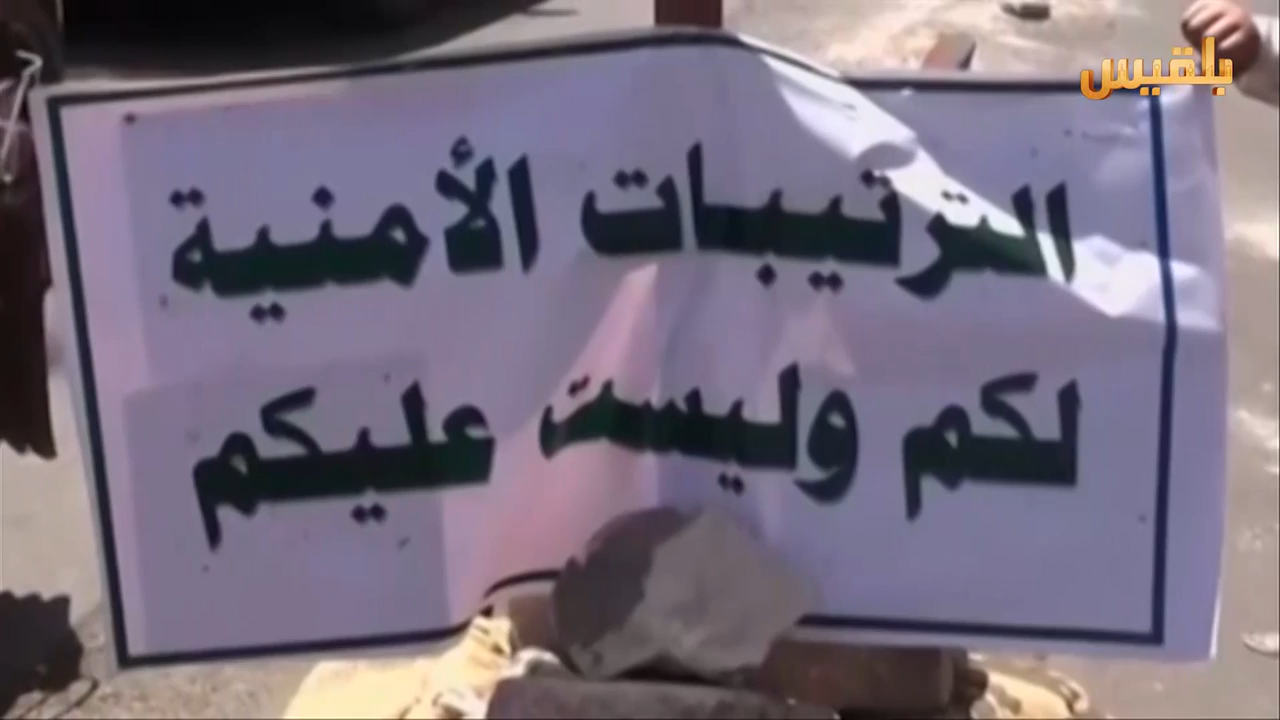 بلقيس
الترتيبات الأمنية
لكم وليست عليكم